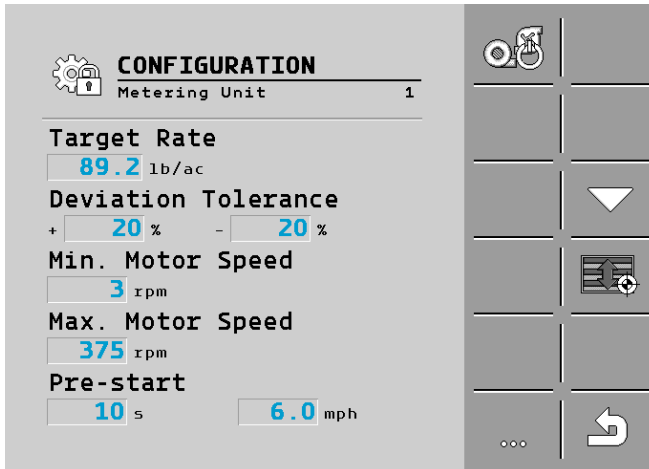 CONFIGURATION
Metering Unit 1
Target Rate
89.2 lb/ac
Deviation Tolerance
+ 20 % - 20 %
Min. Motor Speed
3 rpm
Max. Motor Speed
375 rpm
Pre-start
10 s 6.0 mph